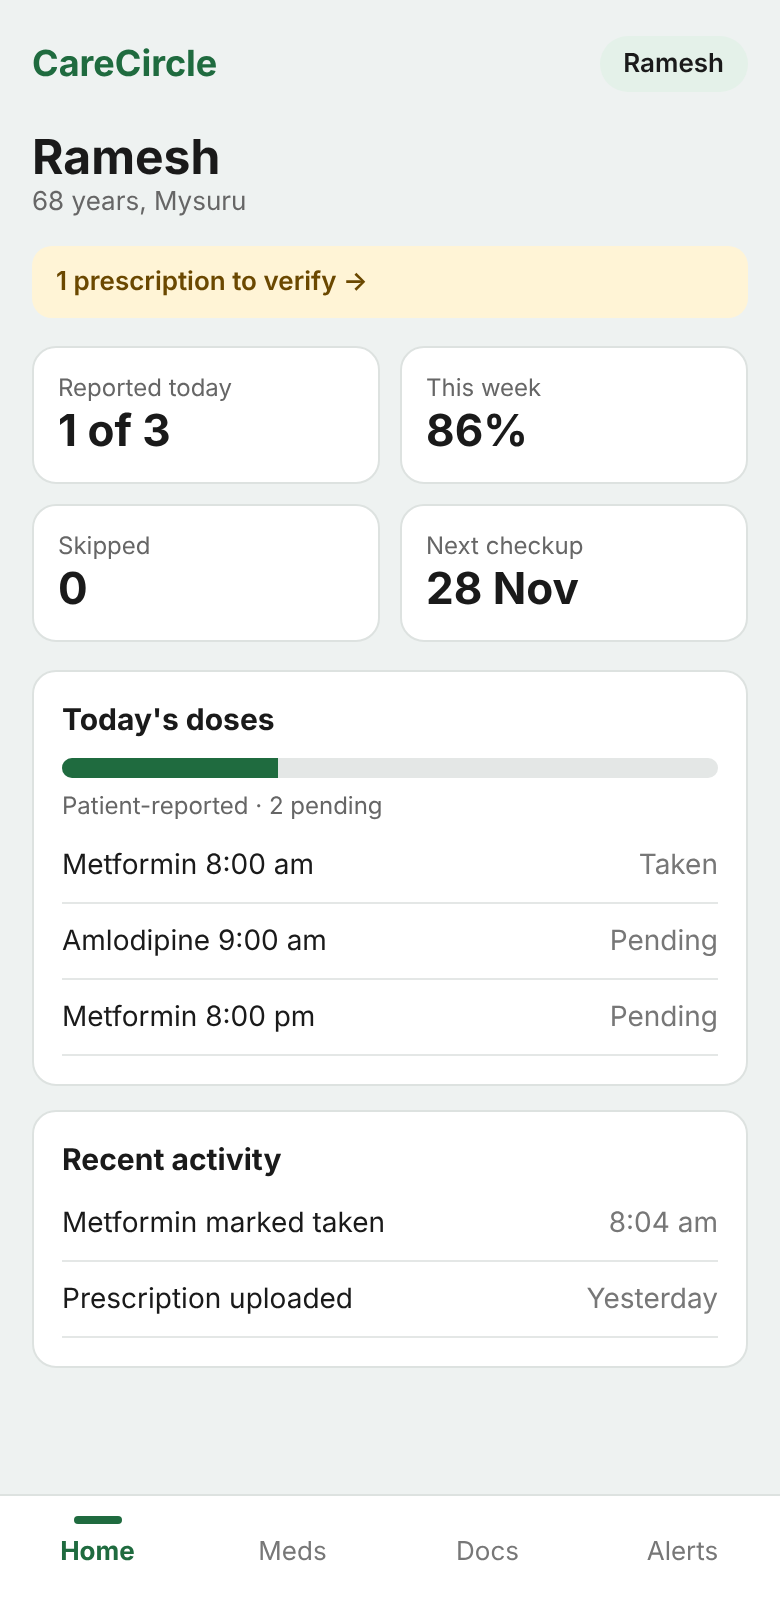 CareCircle
Ramesh
Ramesh
68 years, Mysuru
1 prescription to verify →
Reported today
1 of 3
This week
86%
Skipped
0
Next checkup
28 Nov
Today's doses
Patient-reported · 2 pending
Metformin 8:00 am Taken
Amlodipine 9:00 am Pending
Metformin 8:00 pm Pending
Recent activity
Metformin marked taken 8:04 am
Prescription uploaded Yesterday
Home Meds Docs Alerts